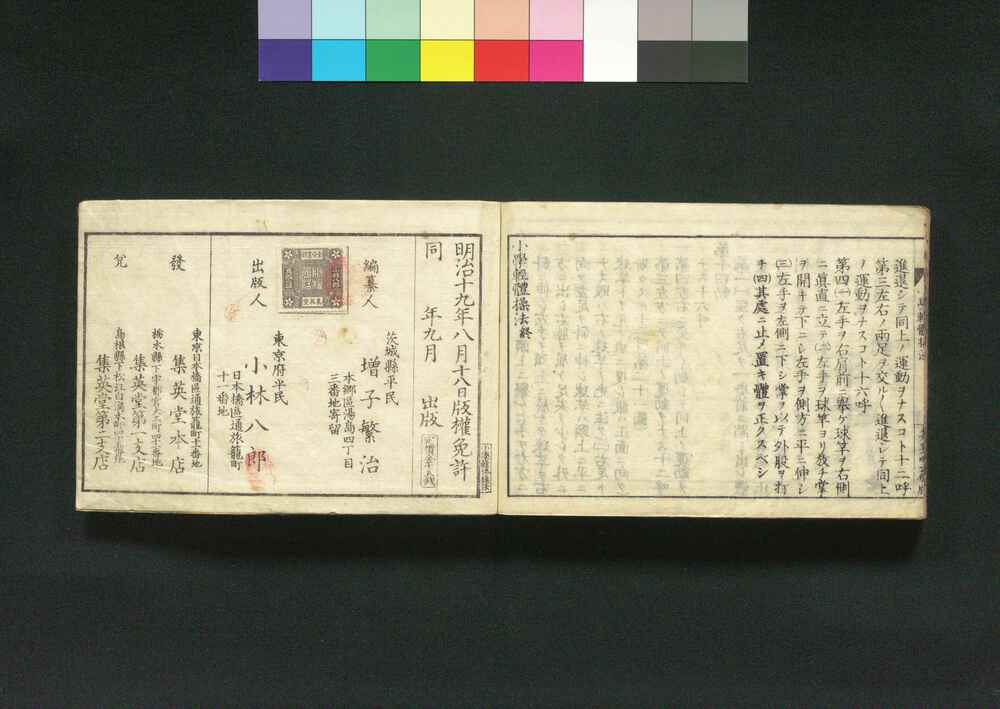 進退シテ同上ノ運動ヲナスコト十二呼
第三左右ノ両足ヲ交リニ進退シテ同上
ノ運動ヲナスコト十六呼
第四(一)左手ヲ右肩前ニ擧ケ球竿ヲ右側
ニ眞直ニ立テ(二)左手ヲ球竿ヨリ放チ掌
ヲ開キテ下ニシ左手ヲ側方ニ平ニ伸シ
(三)左手ヲ左側ニ下シ掌ヲ以テ外股ヲ打
チ(四)其處ニ止メ置キ體ヲ正クスベシ
小學輕體操法終
明治十九年八月十八日版權免許
同 年九月 出版
編纂人
茨城縣平民
増子繁治
本郷區湯島四丁目
三番地寄留
出版人
東京府平民
小林八郎
日本橋區通旅籠町
十一番地
發
兌
東京日本橋區通旅籠町十一番地
集英堂本店
栃木縣下宇都宮大工町四十番地
集英堂第一支店
集英堂第二支店